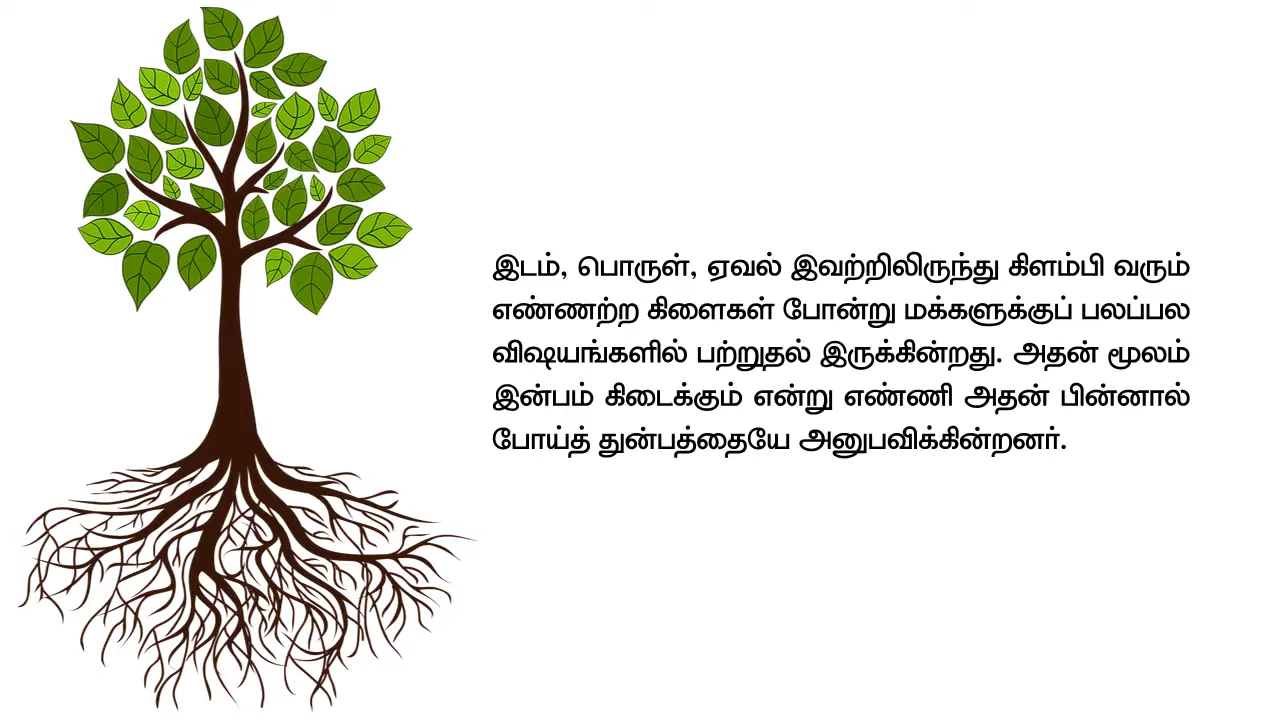 இடம், பொருள், ஏவல் இவற்றிலிருந்து கிளம்பி வரும்
எண்ணற்ற கிளைகள் போன்று மக்களுக்குப் பலப்பல
விஷயங்களில் பற்றுதல் இருக்கின்றது. அதன் மூலம்
இன்பம் கிடைக்கும் என்று எண்ணி அதன் பின்னால்
போய்த் துன்பத்தையே அனுபவிக்கின்றனர்.